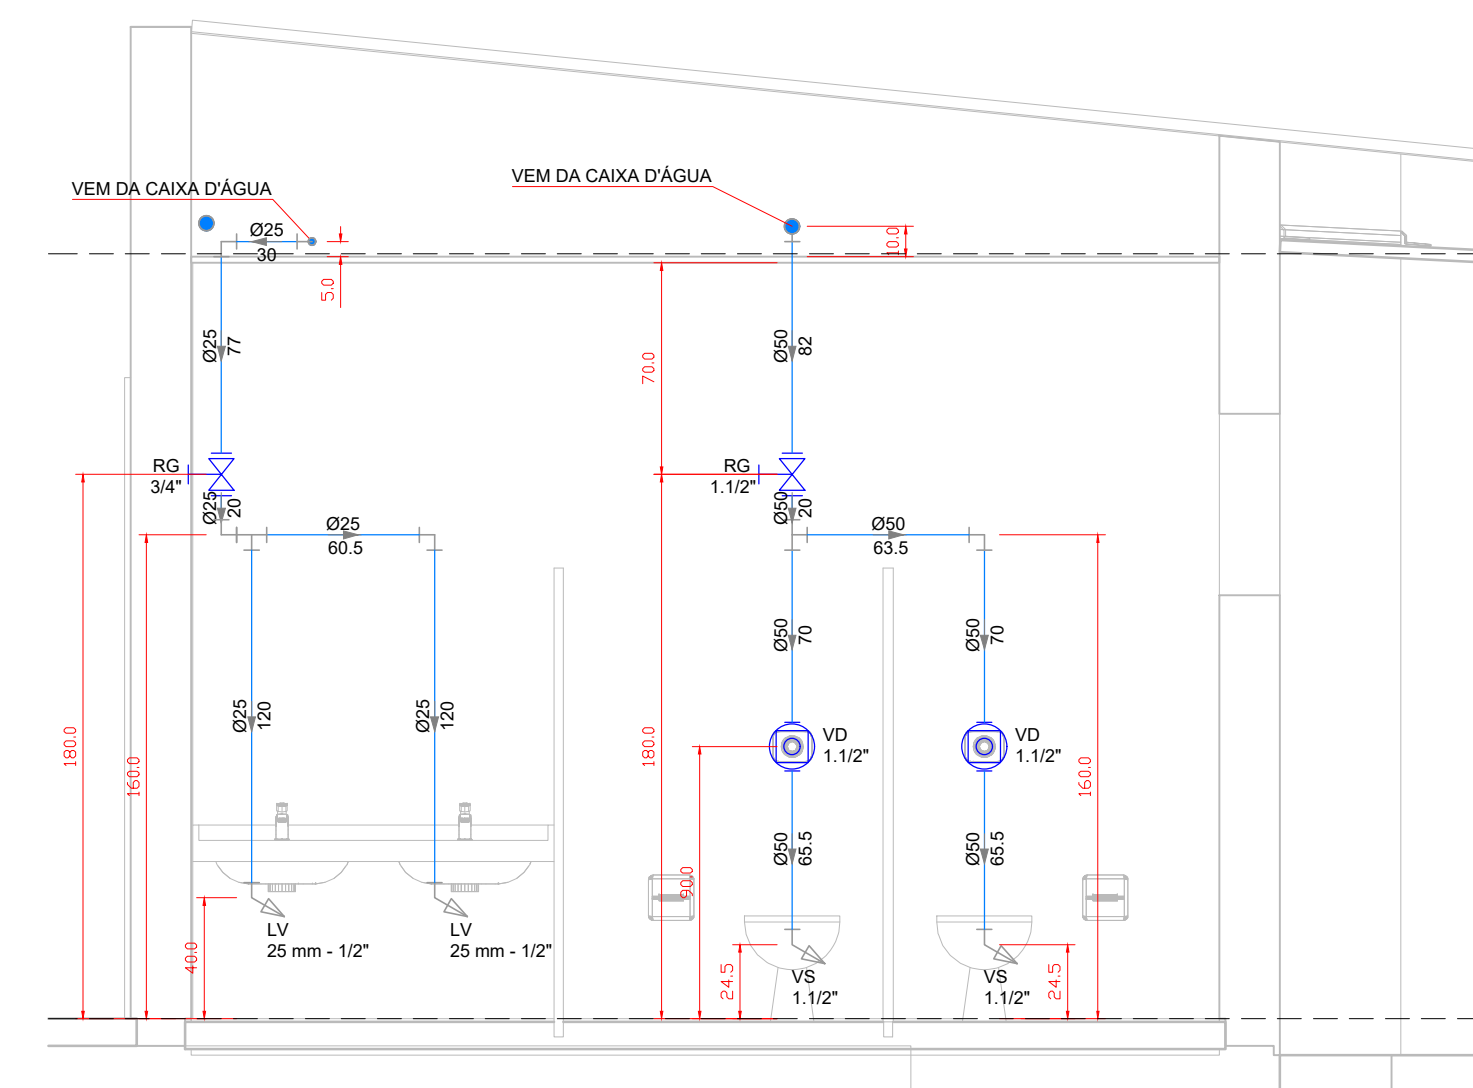 VEM DA CAIXA D'ÁGUA
VEM DA CAIXA D'ÁGUA
Ø25
30
10.0
5.0
Ø25
77
Ø50
82
70.0
RG
3/4"
RG
1.1/2"
Ø25
20
Ø50
20
Ø25
60.5
Ø50
63.5
Ø50
70
Ø50
70
Ø25
120
Ø25
120
180.0
160.0
180.0
VD
1.1/2"
VD
1.1/2"
160.0
Ø50
65.5
Ø50
65.5
90.0
LV
25 mm - 1/2"
LV
25 mm - 1/2"
40.0
24.5
VS
1.1/2"
VS
1.1/2"
24.5